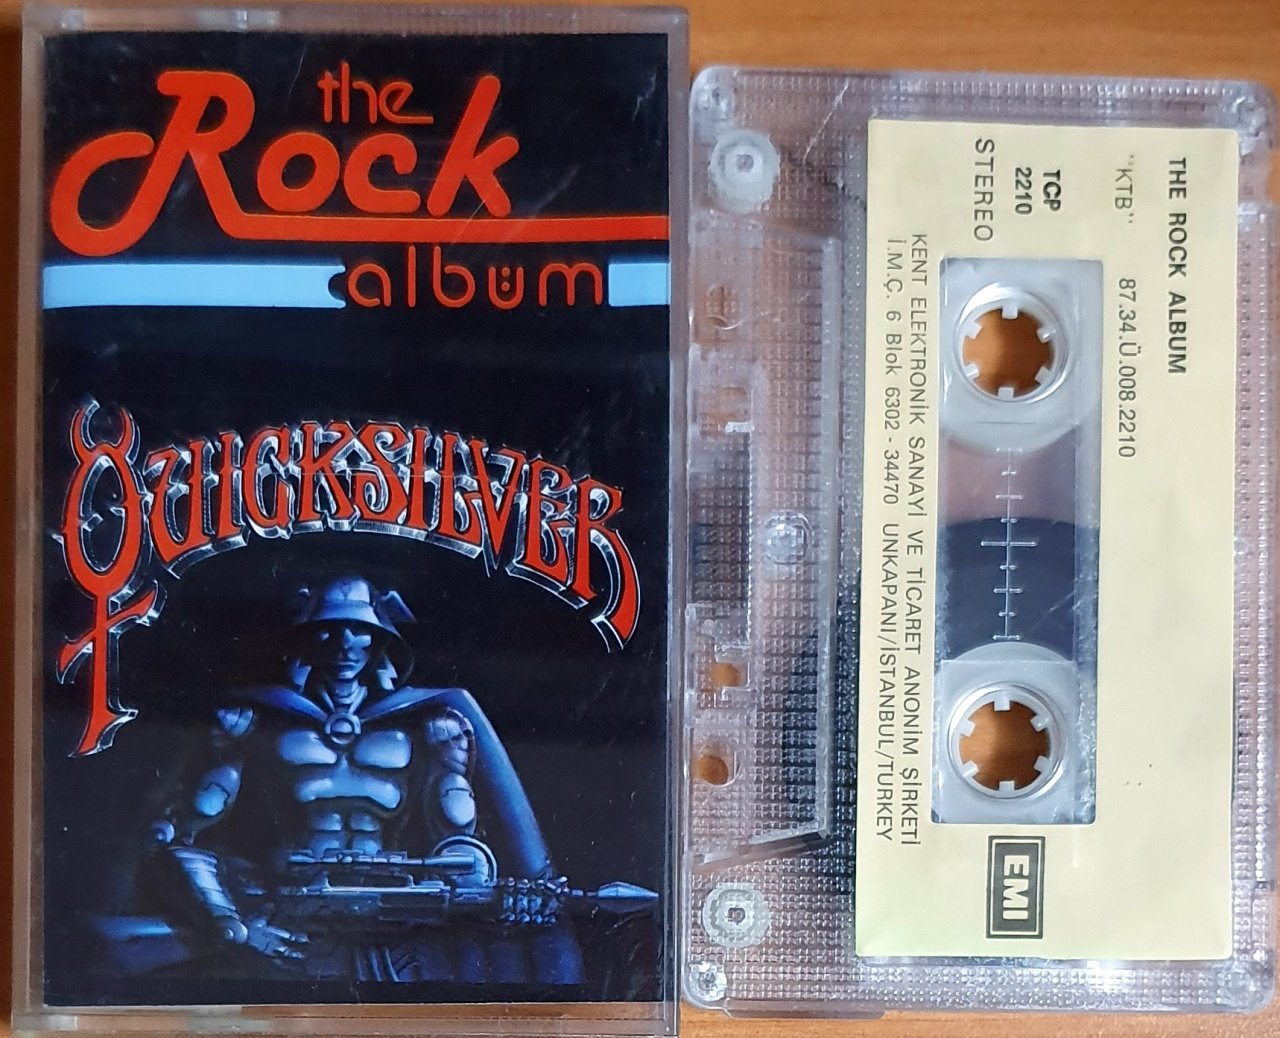 the
Rock
album
QUICKSILVER
THE ROCK ALBUM
"KTB" 87.34.Ü.008.2210
TCP
2210
STEREO
KENT ELEKTRONİK SANAYİ VE TİCARET ANONİM ŞİRKETİ
İ.M.Ç. 6 Blok 6302 - 34470 UNKAPANI/İSTANBUL/TURKEY
EMI